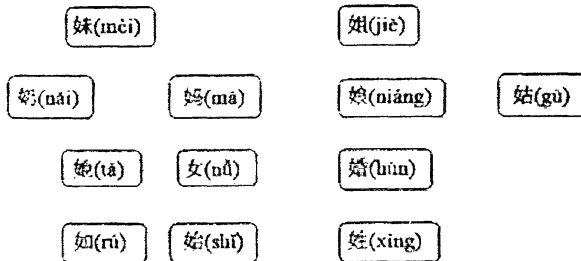 妹(mèi) 姐(jiě)
奶(nǎi) 妈(mā) 娘(niáng) 姑(gū)
她(tā) 女(nǚ) 婚(hūn)
如(rú) 始(shǐ) 姓(xìng)